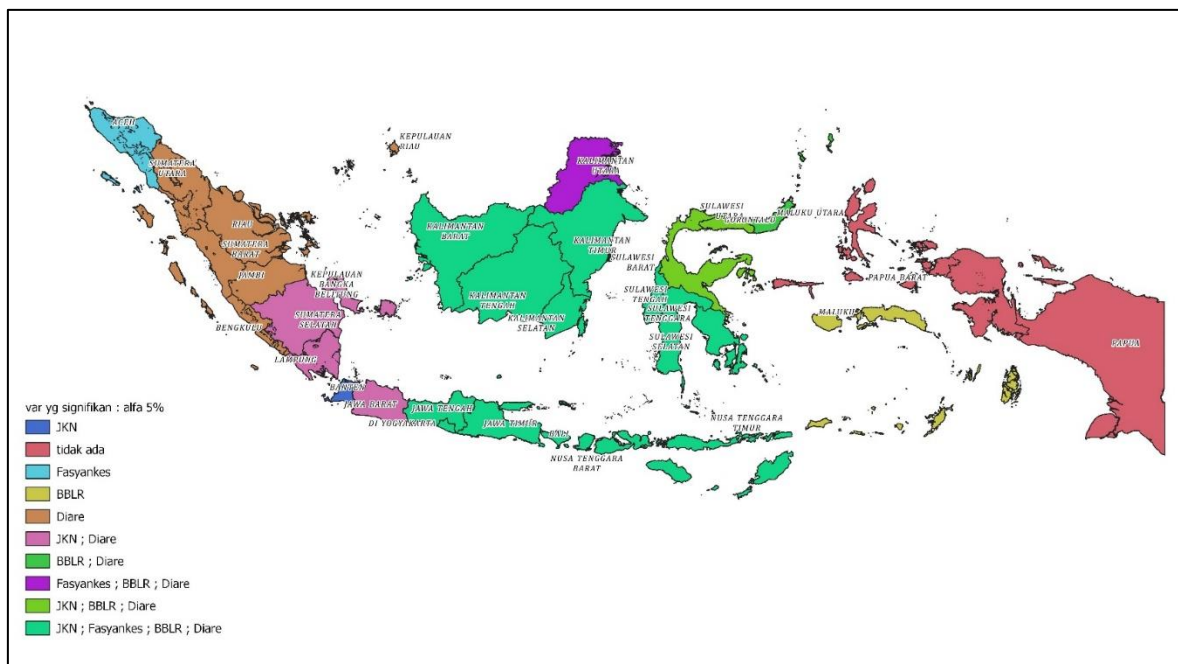 ACEH
SUMATERA
UTARA
KEPULAUAN
RIAU
RIAU
SUMATERA
BARAT
JAMBI
KEPULAUAN
BANGKA
BELITUNG
SUMATERA
SELATAN
BENGKULU
LAMPUNG
BANTEN
JAWA BARAT
JAWA TENGAH
DI YOGYAKARTA
JAWA TIMUR
BALI
NUSA TENGGARA
BARAT
NUSA TENGGARA
TIMUR
KALIMANTAN
UTARA
KALIMANTAN
BARAT
KALIMANTAN
TIMUR
KALIMANTAN
TENGAH
KALIMANTAN
SELATAN
SULAWESI
UTARA
GORONTALO
SULAWESI
BARAT
SULAWESI
TENGAH
SULAWESI
TENGGARA
SULAWESI
SELATAN
MALUKU UTARA
MALUKU
PAPUA BARAT
PAPUA
var yg signifikan : alfa 5%
JKN
tidak ada
Fasyankes
BBLR
Diare
JKN ; Diare
BBLR ; Diare
Fasyankes ; BBLR ; Diare
JKN ; BBLR ; Diare
JKN ; Fasyankes ; BBLR ; Diare